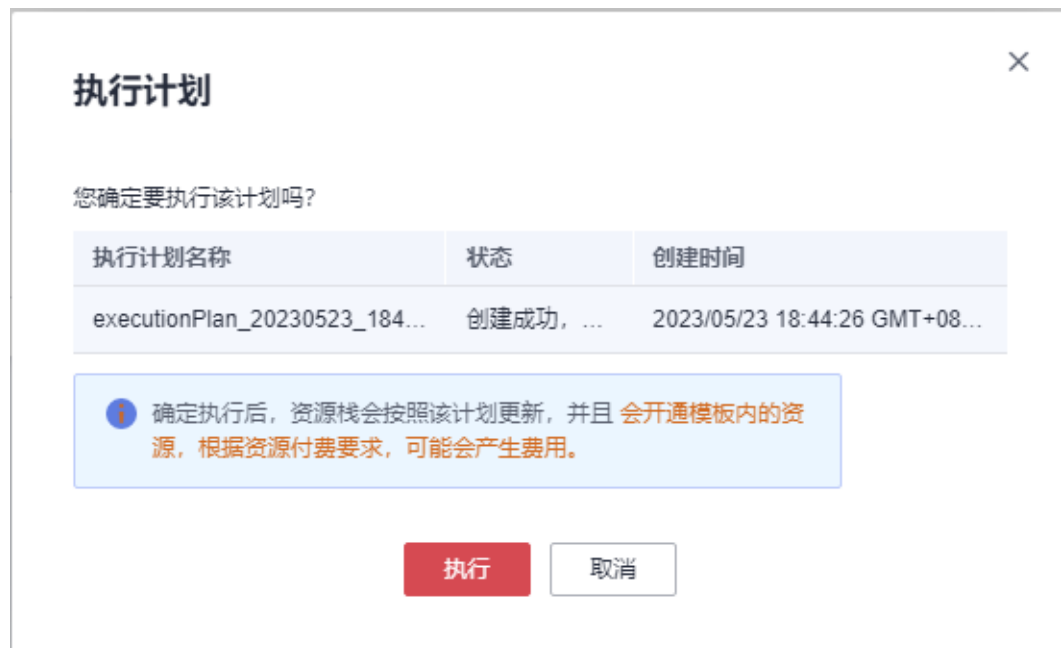 执行计划
您确定要执行该计划吗?
执行计划名称 状态 创建时间
executionPlan_20230523_184... 创建成功，... 2023/05/23 18:44:26 GMT+08...
确定执行后，资源栈会按照该计划更新，并且 会开通模板内的资
源，根据资源付费要求，可能会产生费用。
执行 取消